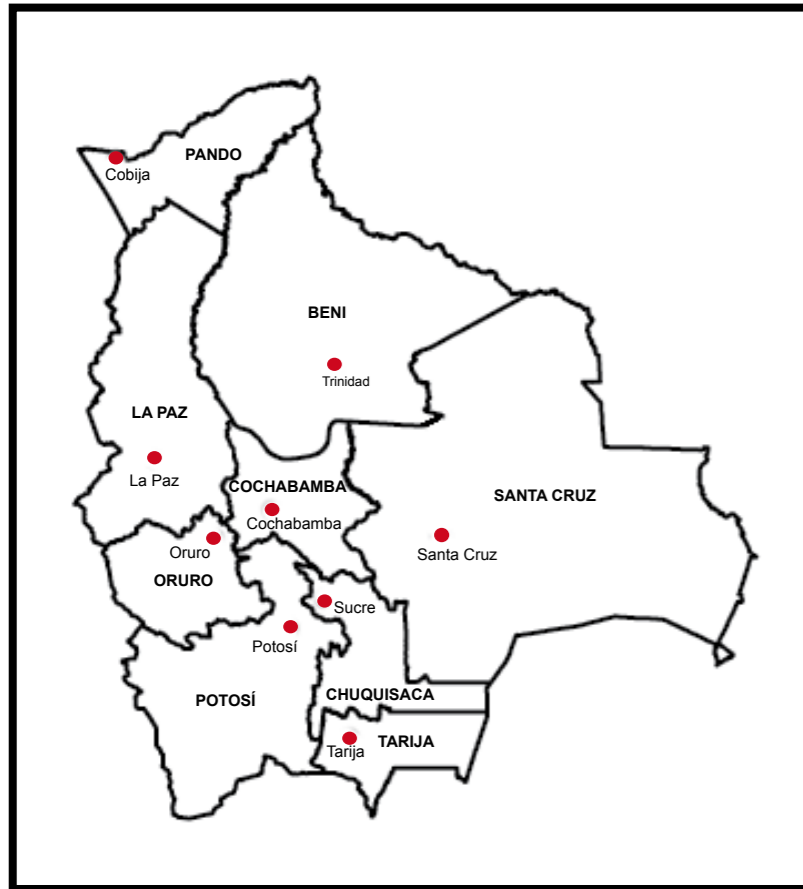 PANDO
Cobija
BENI
Trinidad
LA PAZ
La Paz
COCHABAMBA
Cochabamba
SANTA CRUZ
Santa Cruz
Oruro
ORURO
Sucre
Potosí
POTOSÍ
CHUQUISACA
TARIJA
Tarija